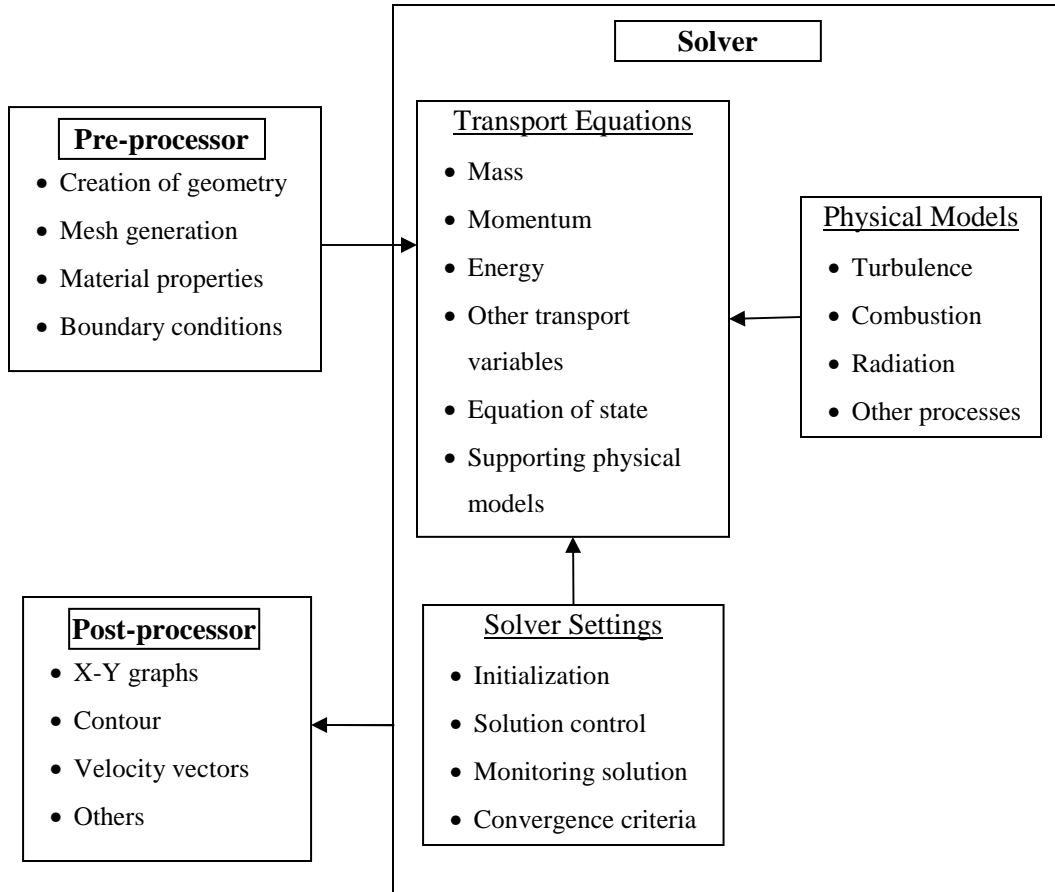 Solver
Pre-processor
• Creation of geometry
• Mesh generation
• Material properties
• Boundary conditions
Transport Equations
• Mass
• Momentum
• Energy
• Other transport
variables
• Equation of state
• Supporting physical
models
Physical Models
• Turbulence
• Combustion
• Radiation
• Other processes
Post-processor
• X-Y graphs
• Contour
• Velocity vectors
• Others
Solver Settings
• Initialization
• Solution control
• Monitoring solution
• Convergence criteria